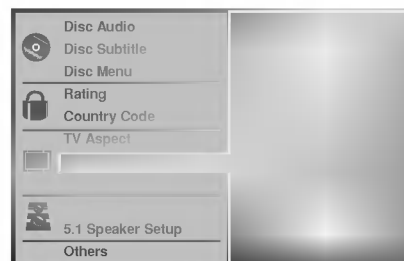 Disc Audio
Disc Subtitle
Disc Menu
Rating
Country Code
TV Aspect
5.1 Speaker Setup
Others